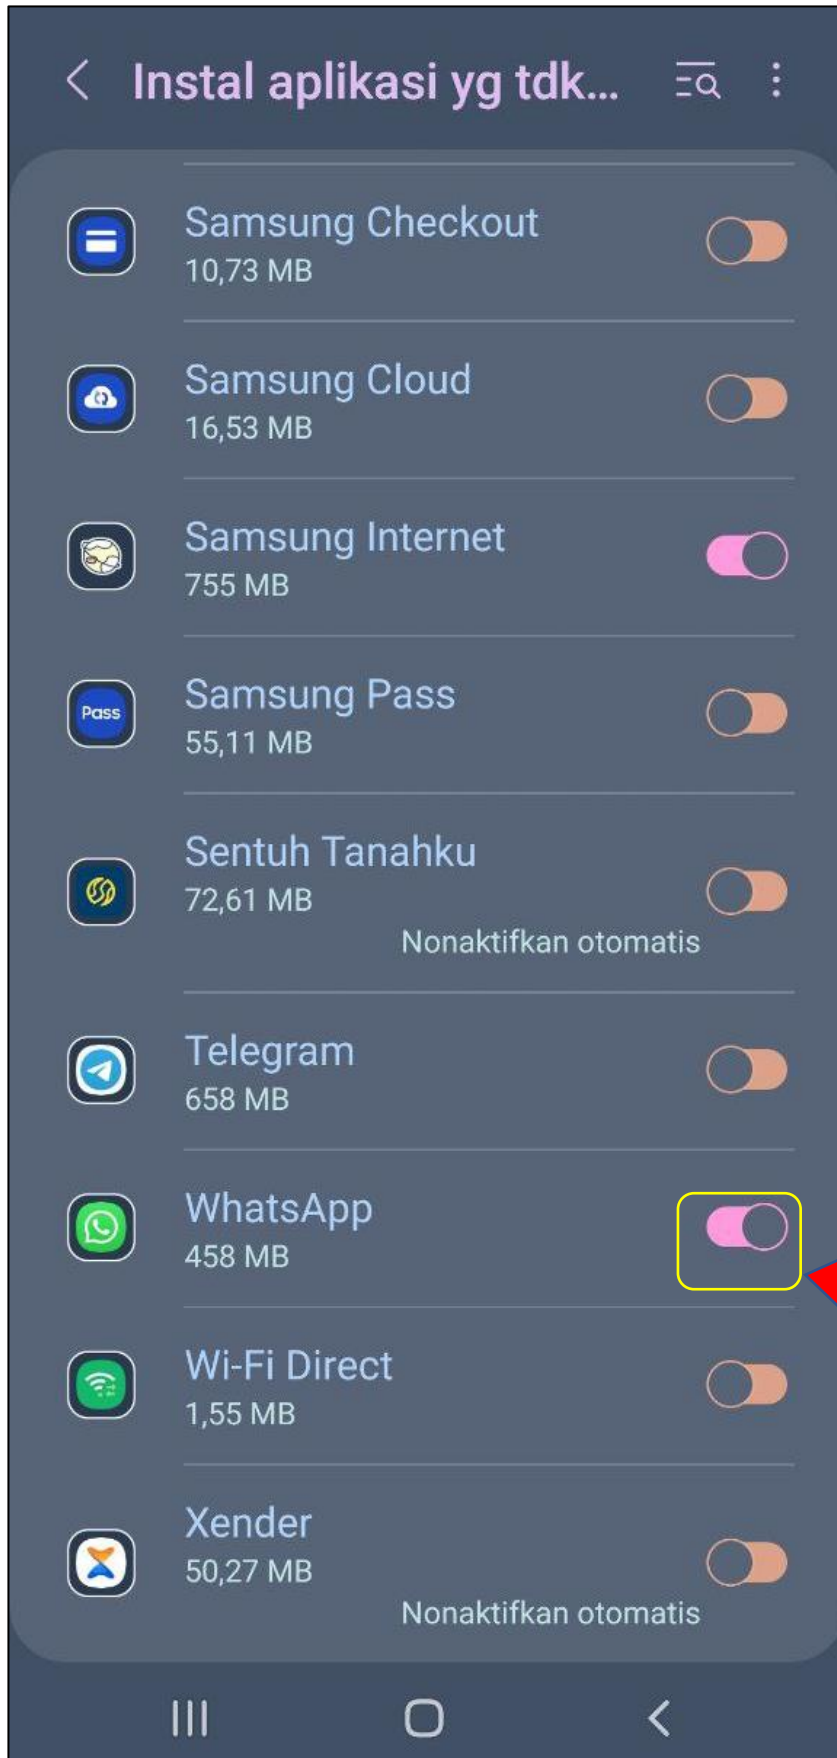 Instal aplikasi yg tdk...
Samsung Checkout
10,73 MB
Samsung Cloud
16,53 MB
Samsung Internet
755 MB
Pass
Samsung Pass
55,11 MB
Sentuh Tanahku
72,61 MB
Nonaktifkan otomatis
Telegram
658 MB
WhatsApp
458 MB
Wi-Fi Direct
1,55 MB
Xender
50,27 MB
Nonaktifkan otomatis